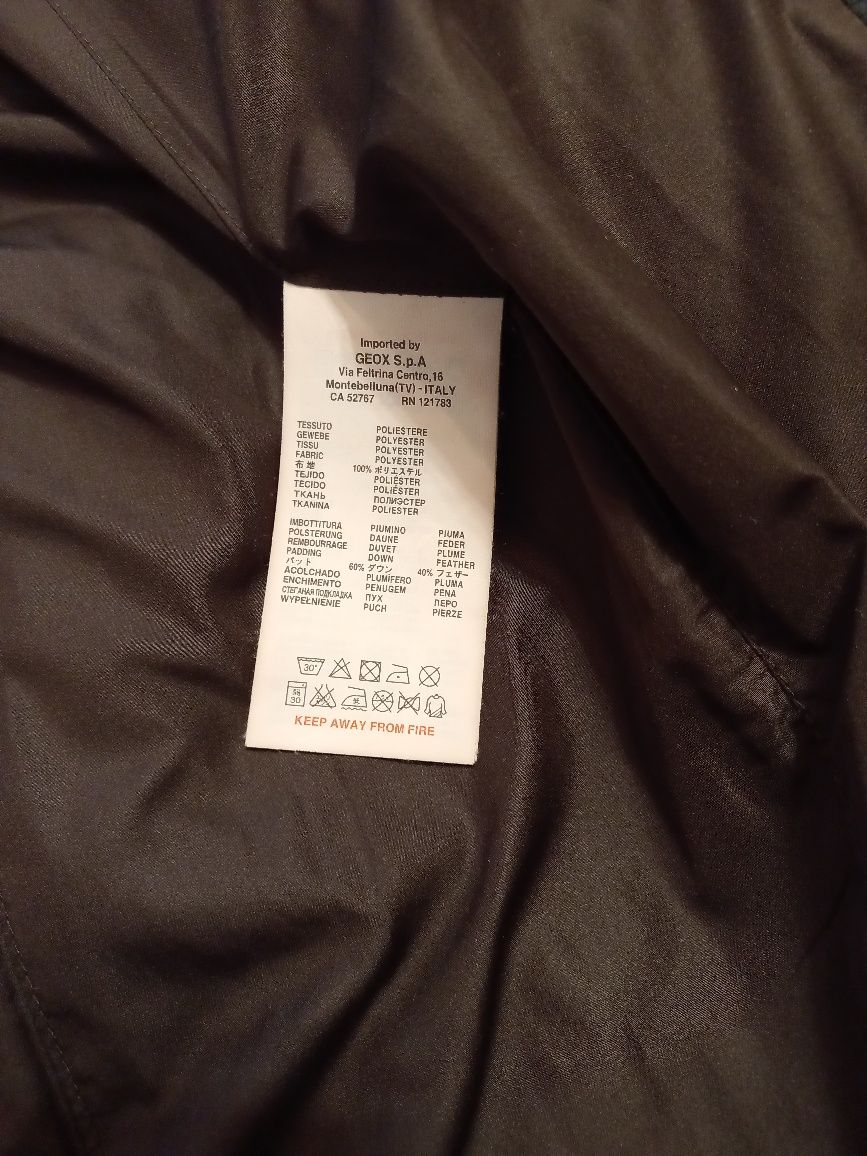 Imported by
GEOX S.p.A
Via Feltrina Centro,16
Montebelluna(TV) - ITALY
CA 52767 RN 121783
TESSUTO POLIESTERE
GEWEBE POLYESTER
TISSU POLYESTER
FABRIC POLYESTER
布地 100% ポリエステル
TEJIDO POLIÉSTER
TECIDO POLIÉSTER
ТКАНЬ ПОЛИЭСТЕР
TKANINA POLIESTER
IMBOTTITURA PIUMINO PIUMA
POLSTERUNG DAUNE FEDER
REMBOURRAGE DUVET PLUME
PADDING DOWN FEATHER
パット 60% ダウン 40% フェザー
ACOLCHADO PLUMÍFERO PLUMA
ENCHIMENTO PENUGEM PENA
СТЕГАНАЯ ПОДКЛАДКА ПУХ ПЕРО
WYPEŁNIENIE PUCH PIERZE
30°
30
KEEP AWAY FROM FIRE